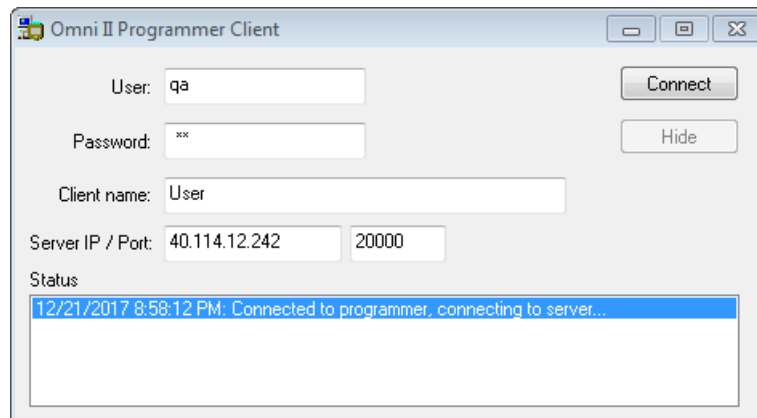 Omni II Programmer Client
User: qa
Connect
Password: **
Hide
Client name: User
Server IP / Port: 40.114.12.242 20000
Status
12/21/2017 8:58:12 PM: Connected to programmer, connecting to server...